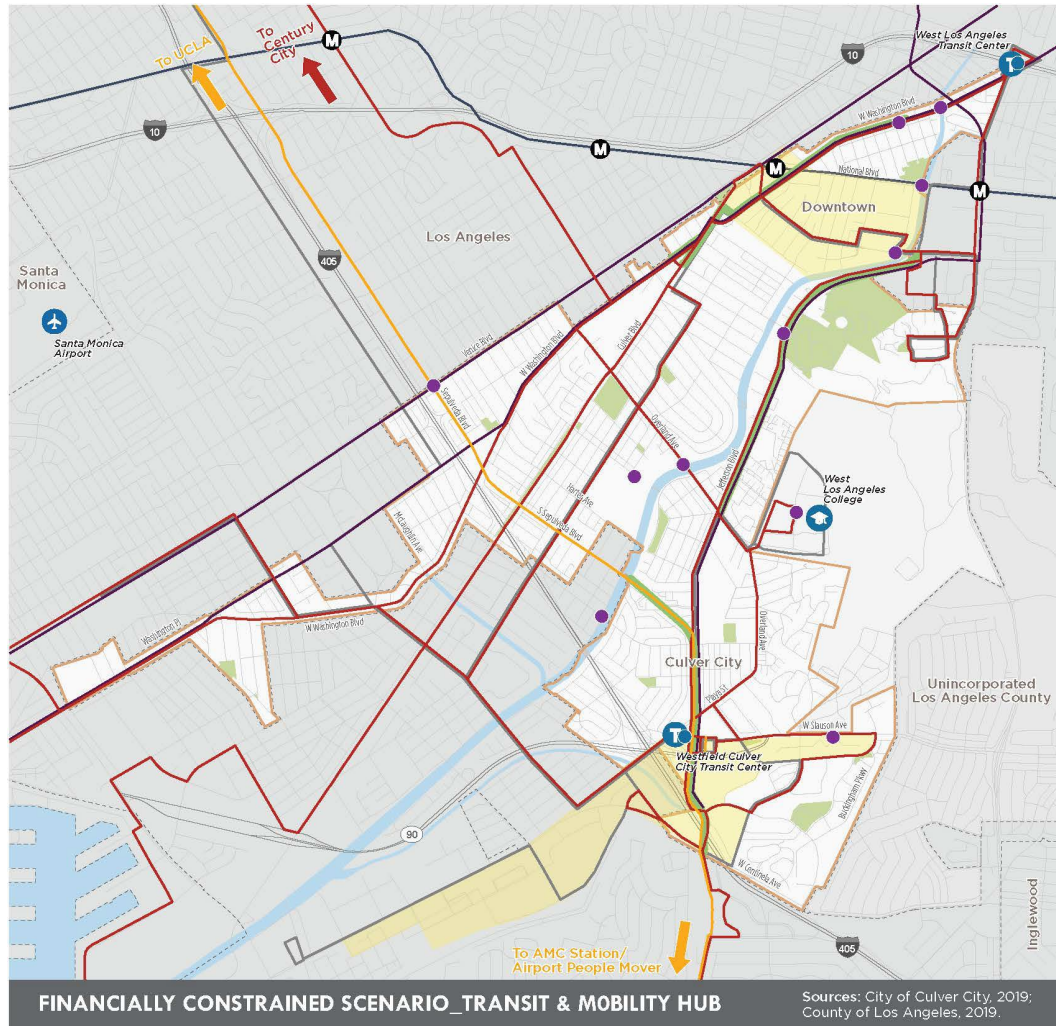 To UCLA
To
Century
City
M
West Los Angeles
Transit Center
T
10
10
W Washington Blvd
M
M
National Blvd
M
Downtown
Los Angeles
405
Santa
Monica
Santa Monica
Airport
Venice Blvd
W Washington Blvd
Culver Blvd
Sepulveda Blvd
Overland Ave
Jefferson Blvd
Harter Ave
West
Los Angeles
College
McLaughlin Ave
S Sepulveda Blvd
Washington Pl
W Washington Blvd
Overland Ave
Culver City
Unincorporated
Los Angeles County
Playa St
W Slauson Ave
T
Westfield Culver
City Transit Center
Buckingham Pkwy
90
W Centinela Ave
Inglewood
405
To AMC Station/
Airport People Mover
FINANCIALLY CONSTRAINED SCENARIO_TRANSIT & M0BILITY HUB
Sources: City of Culver City, 2019;
County of Los Angeles, 2019.